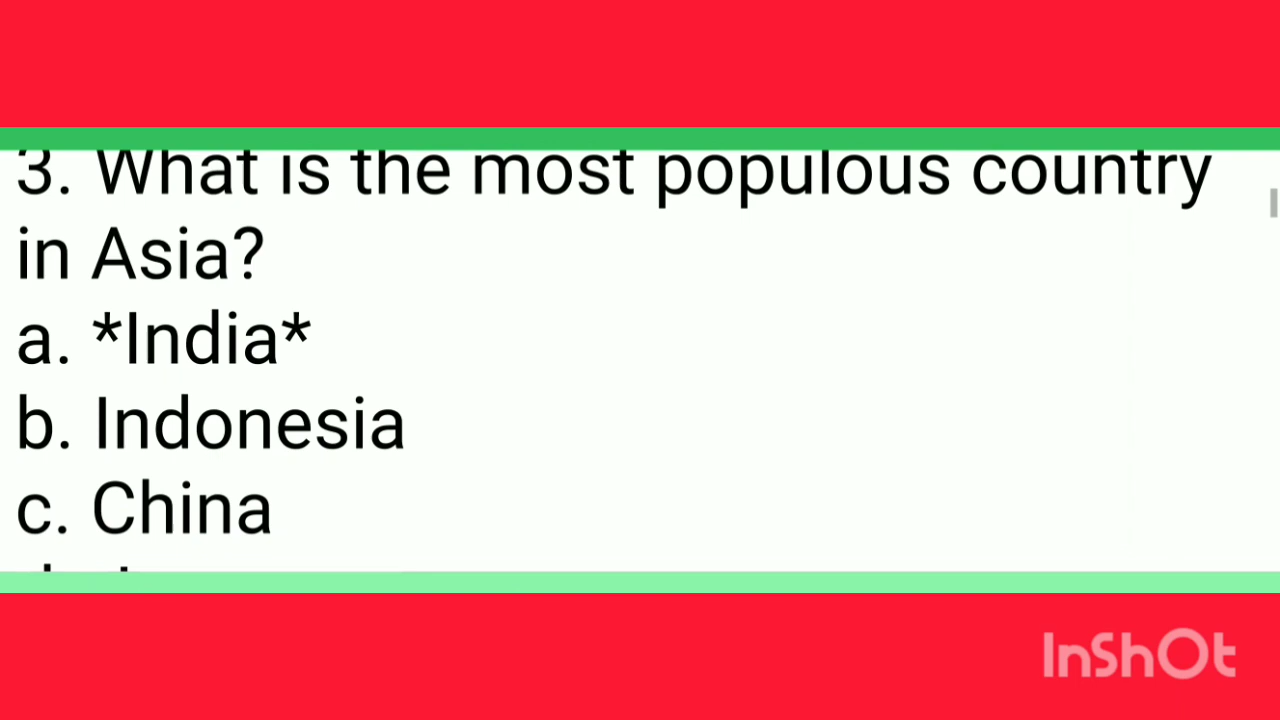 3. What is the most populous country
in Asia?
a. *India*
b. Indonesia
c. China
InShOt